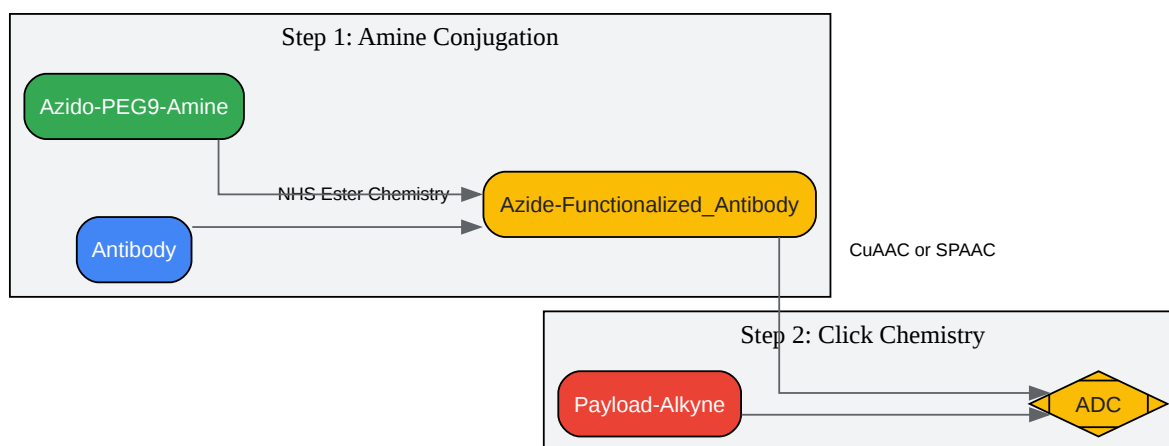 Step 1: Amine Conjugation
Azido-PEG9-Amine
NHS Ester Chemistry
Azide-Functionalized_Antibody
Antibody
CuAAC or SPAAC
Step 2: Click Chemistry
Payload-Alkyne
ADC